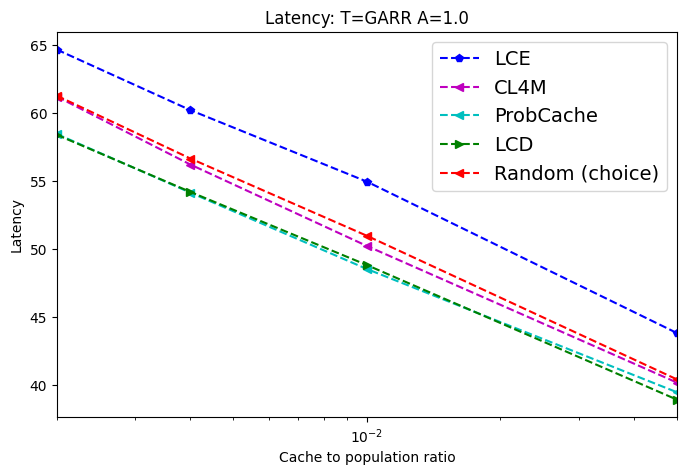 Latency: T=GARR A=1.0
65
60
55
50
45
40
Latency
LCE
CL4M
ProbCache
LCD
Random (choice)
10⁻²
Cache to population ratio